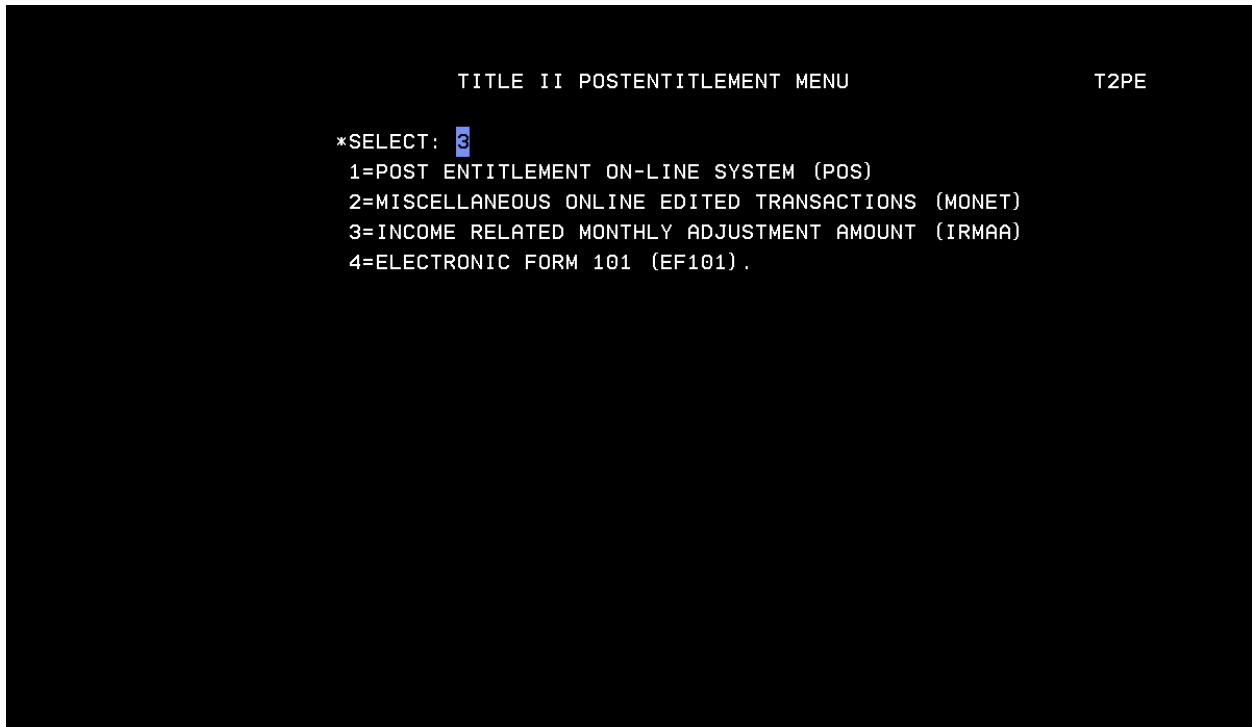 TITLE II POSTENTITLEMENT MENU T2PE
*SELECT: 3
1=POST ENTITLEMENT ON-LINE SYSTEM (POS)
2=MISCELLANEOUS ONLINE EDITED TRANSACTIONS (MONET)
3=INCOME RELATED MONTHLY ADJUSTMENT AMOUNT (IRMAA)
4=ELECTRONIC FORM 101 (EF101).